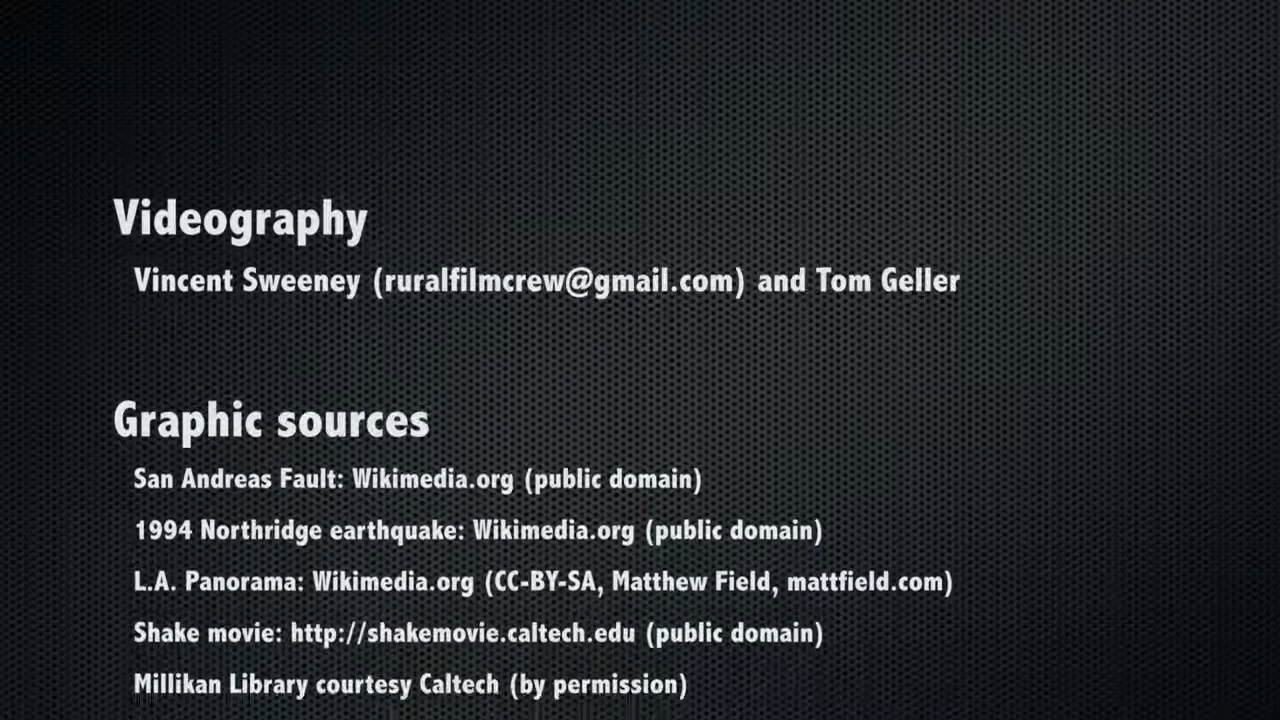 Videography
Vincent Sweeney (ruralfilmcrew@gmail.com) and Tom Geller
Graphic sources
San Andreas Fault: Wikimedia.org (public domain)
1994 Northridge earthquake: Wikimedia.org (public domain)
L.A. Panorama: Wikimedia.org (CC-BY-SA, Matthew Field, mattfield.com)
Shake movie: http://shakemovie.caltech.edu (public domain)
Millikan Library courtesy Caltech (by permission)